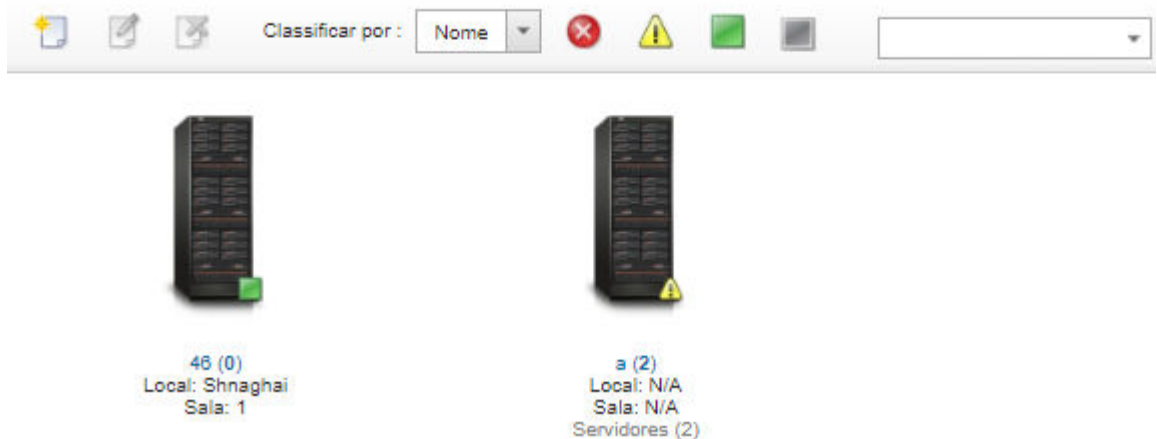 Classificar por : Nome
46 (0)
Local: Shnaghai
Sala: 1
a (2)
Local: N/A
Sala: N/A
Servidores (2)